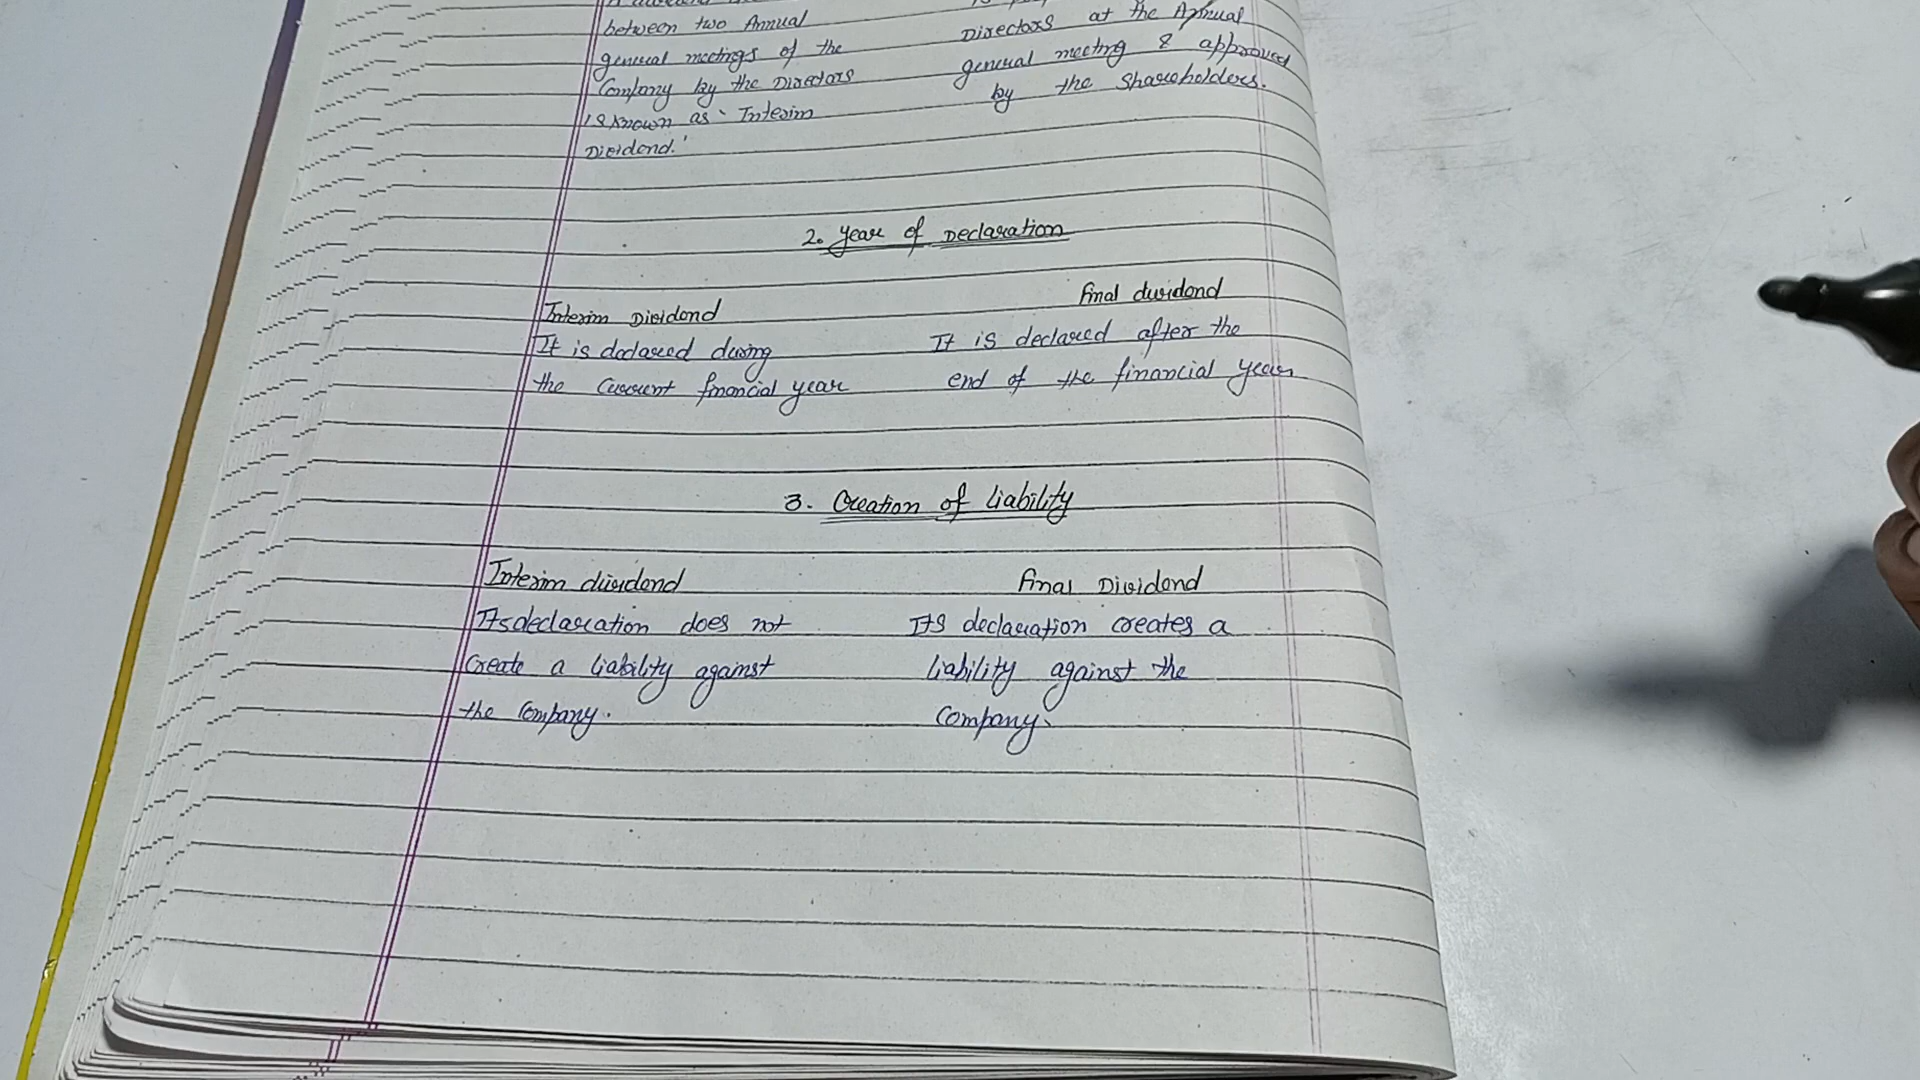 between two Annual
general meetings of the
Company by the Directors
is known as ` Interim
Dividend.'
Directors at the Annual
general meeting & approved
by the Shareholders.
2. Year of Declaration
Interim Dividend
It is declared during
the Current financial year
final dividend
It is declared after the
end of the financial year
3. Creation of Liability
Interim dividend
Its declaration does not
Create a liability against
the Company.
final Dividend
Its declaration creates a
liability against the
Company.